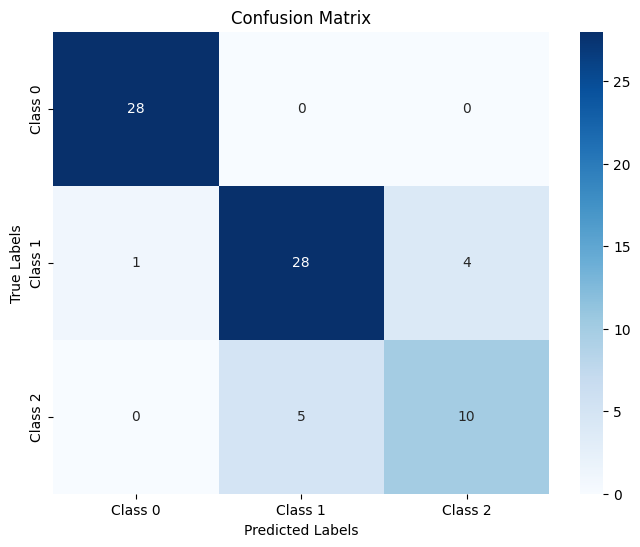 Confusion Matrix
True Labels
Class 0
Class 1
Class 2
28 0 0
1 28 4
0 5 10
Class 0 Class 1 Class 2
Predicted Labels
25
20
15
10
5
0